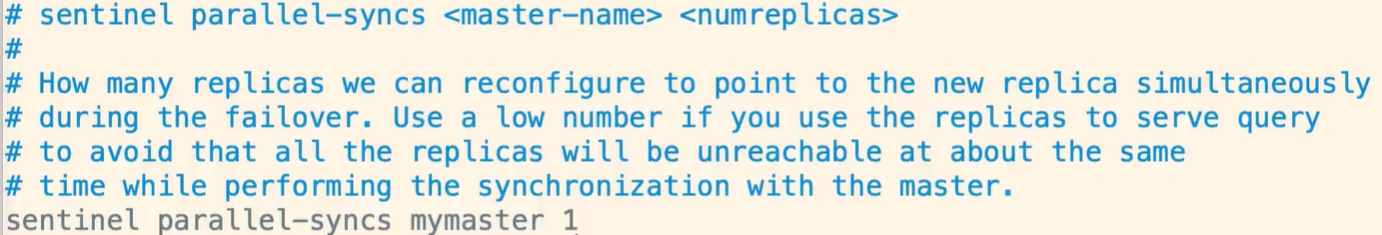 # sentinel parallel-syncs <master-name> <numreplicas>
#
# How many replicas we can reconfigure to point to the new replica simultaneously
# during the failover. Use a low number if you use the replicas to serve query
# to avoid that all the replicas will be unreachable at about the same
# time while performing the synchronization with the master.
sentinel parallel-syncs mymaster 1